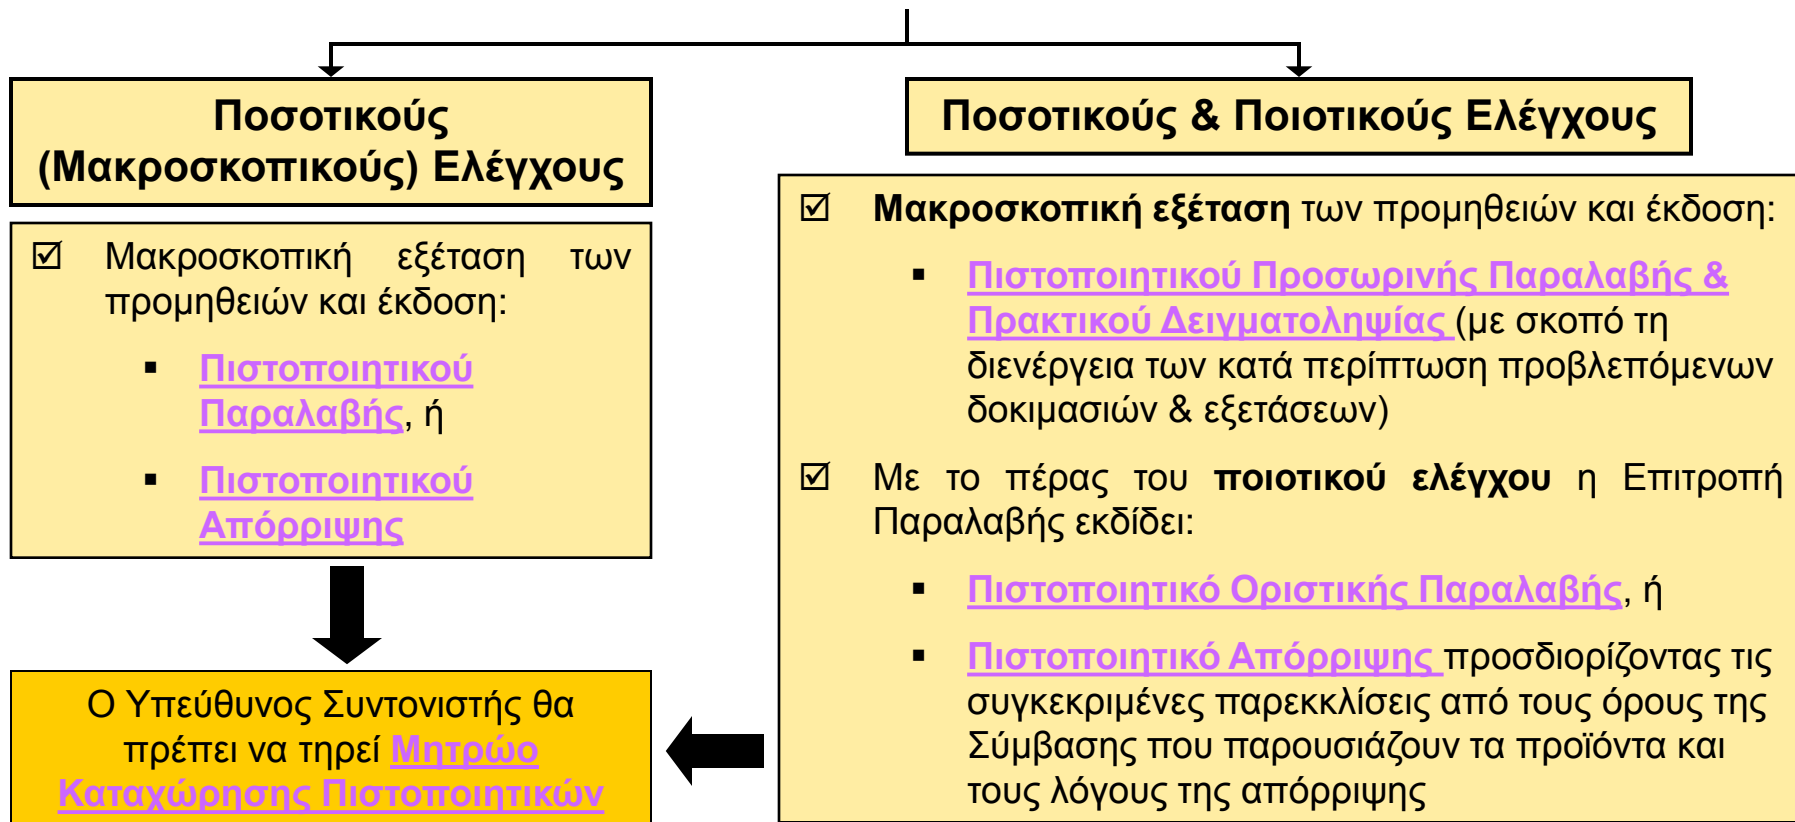 Ποσοτικούς
(Μακροσκοπικούς) Ελέγχους
☑ Μακροσκοπική εξέταση των
προμηθειών και έκδοση:
▪ Πιστοποιητικού
Παραλαβής, ή
▪ Πιστοποιητικού
Απόρριψης
Ο Υπεύθυνος Συντονιστής θα
πρέπει να τηρεί Μητρώο
Καταχώρησης Πιστοποιητικών
Ποσοτικούς & Ποιοτικούς Ελέγχους
☑ Μακροσκοπική εξέταση των προμηθειών και έκδοση:
▪ Πιστοποιητικού Προσωρινής Παραλαβής &
Πρακτικού Δειγματοληψίας (με σκοπό τη
διενέργεια των κατά περίπτωση προβλεπόμενων
δοκιμασιών & εξετάσεων)
☑ Με το πέρας του ποιοτικού ελέγχου η Επιτροπή
Παραλαβής εκδίδει:
▪ Πιστοποιητικό Οριστικής Παραλαβής, ή
▪ Πιστοποιητικό Απόρριψης προσδιορίζοντας τις
συγκεκριμένες παρεκκλίσεις από τους όρους της
Σύμβασης που παρουσιάζουν τα προϊόντα και
τους λόγους της απόρριψης